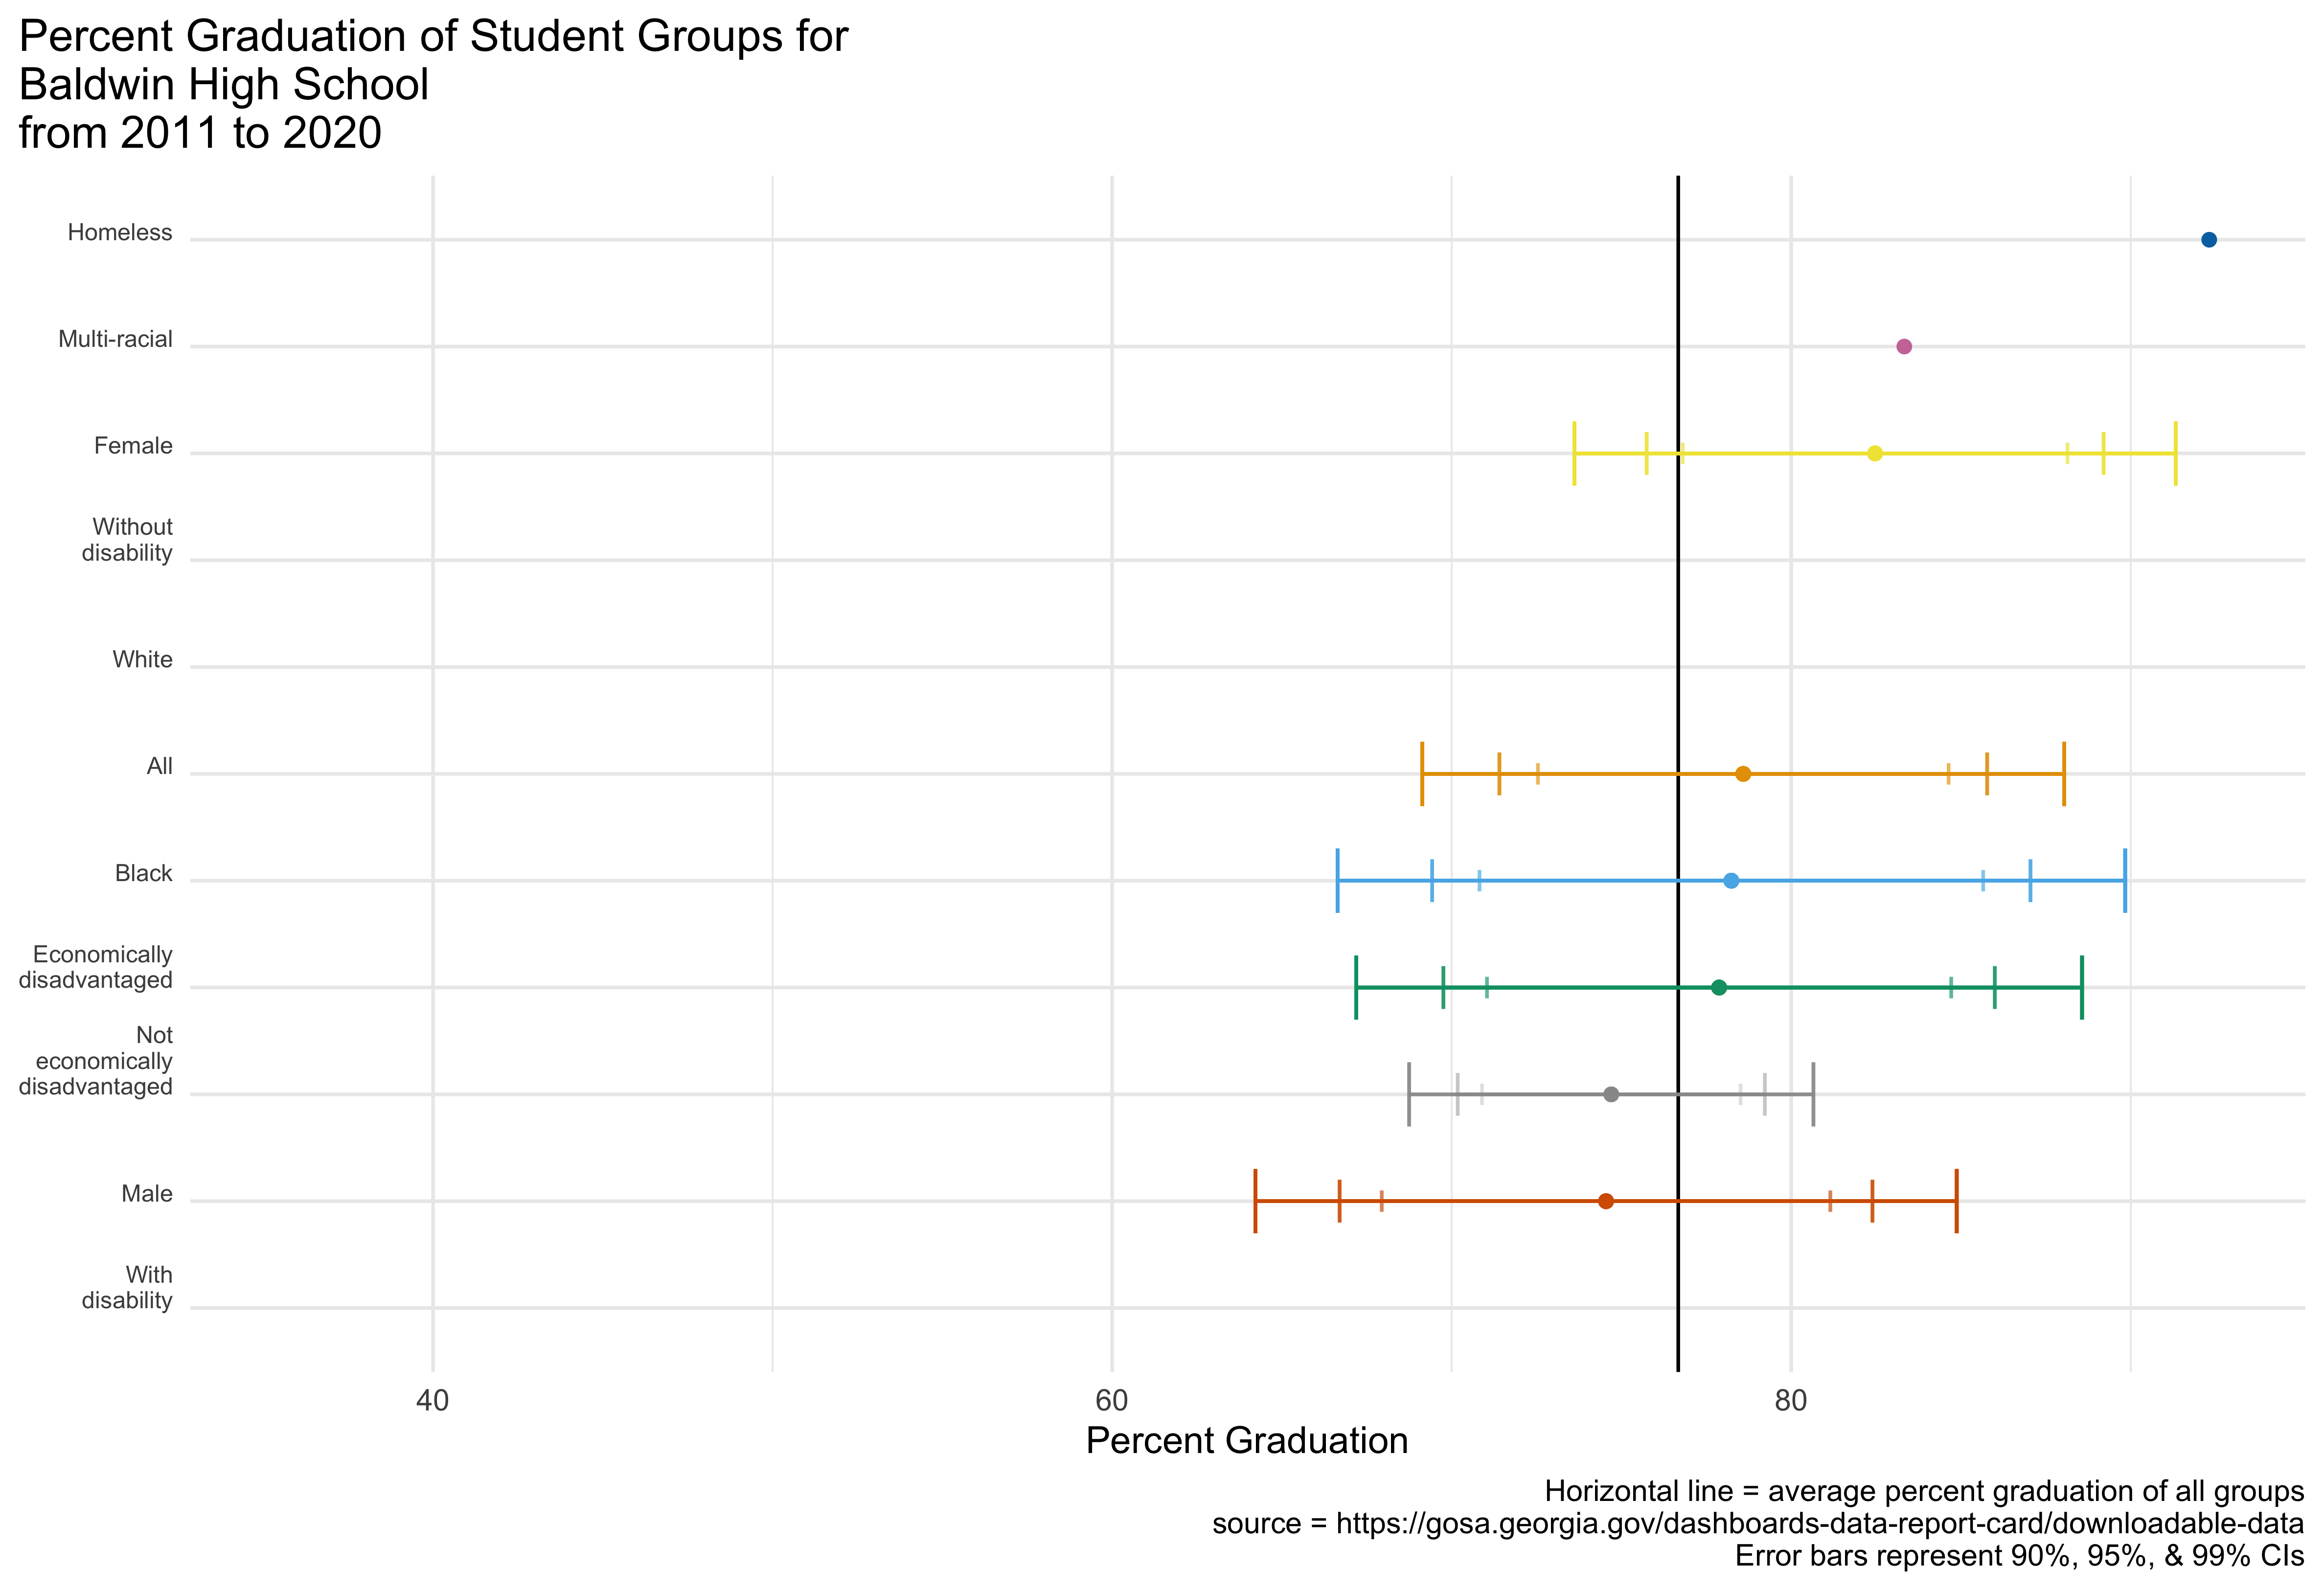 Percent Graduation of Student Groups for
Baldwin High School
from 2011 to 2020
Homeless
Multi-racial
Female
Without
disability
White
All
Black
Economically
disadvantaged
Not
economically
disadvantaged
Male
With
disability
40
60
80
Percent Graduation
Horizontal line = average percent graduation of all groups
source = https://gosa.georgia.gov/dashboards-data-report-card/downloadable-data
Error bars represent 90%, 95%, & 99% CIs